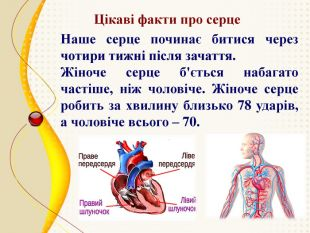 Цікаві факти про серце
Наше серце починає битися через
чотири тижні після зачаття.
Жіноче серце б'ється набагато
частіше, ніж чоловіче. Жіноче серце
робить за хвилину близько 78 ударів,
а чоловіче всього – 70.
Праве
передсердя
Ліве
передсердя
Правий
шлуночок
Лівий
шлуночок